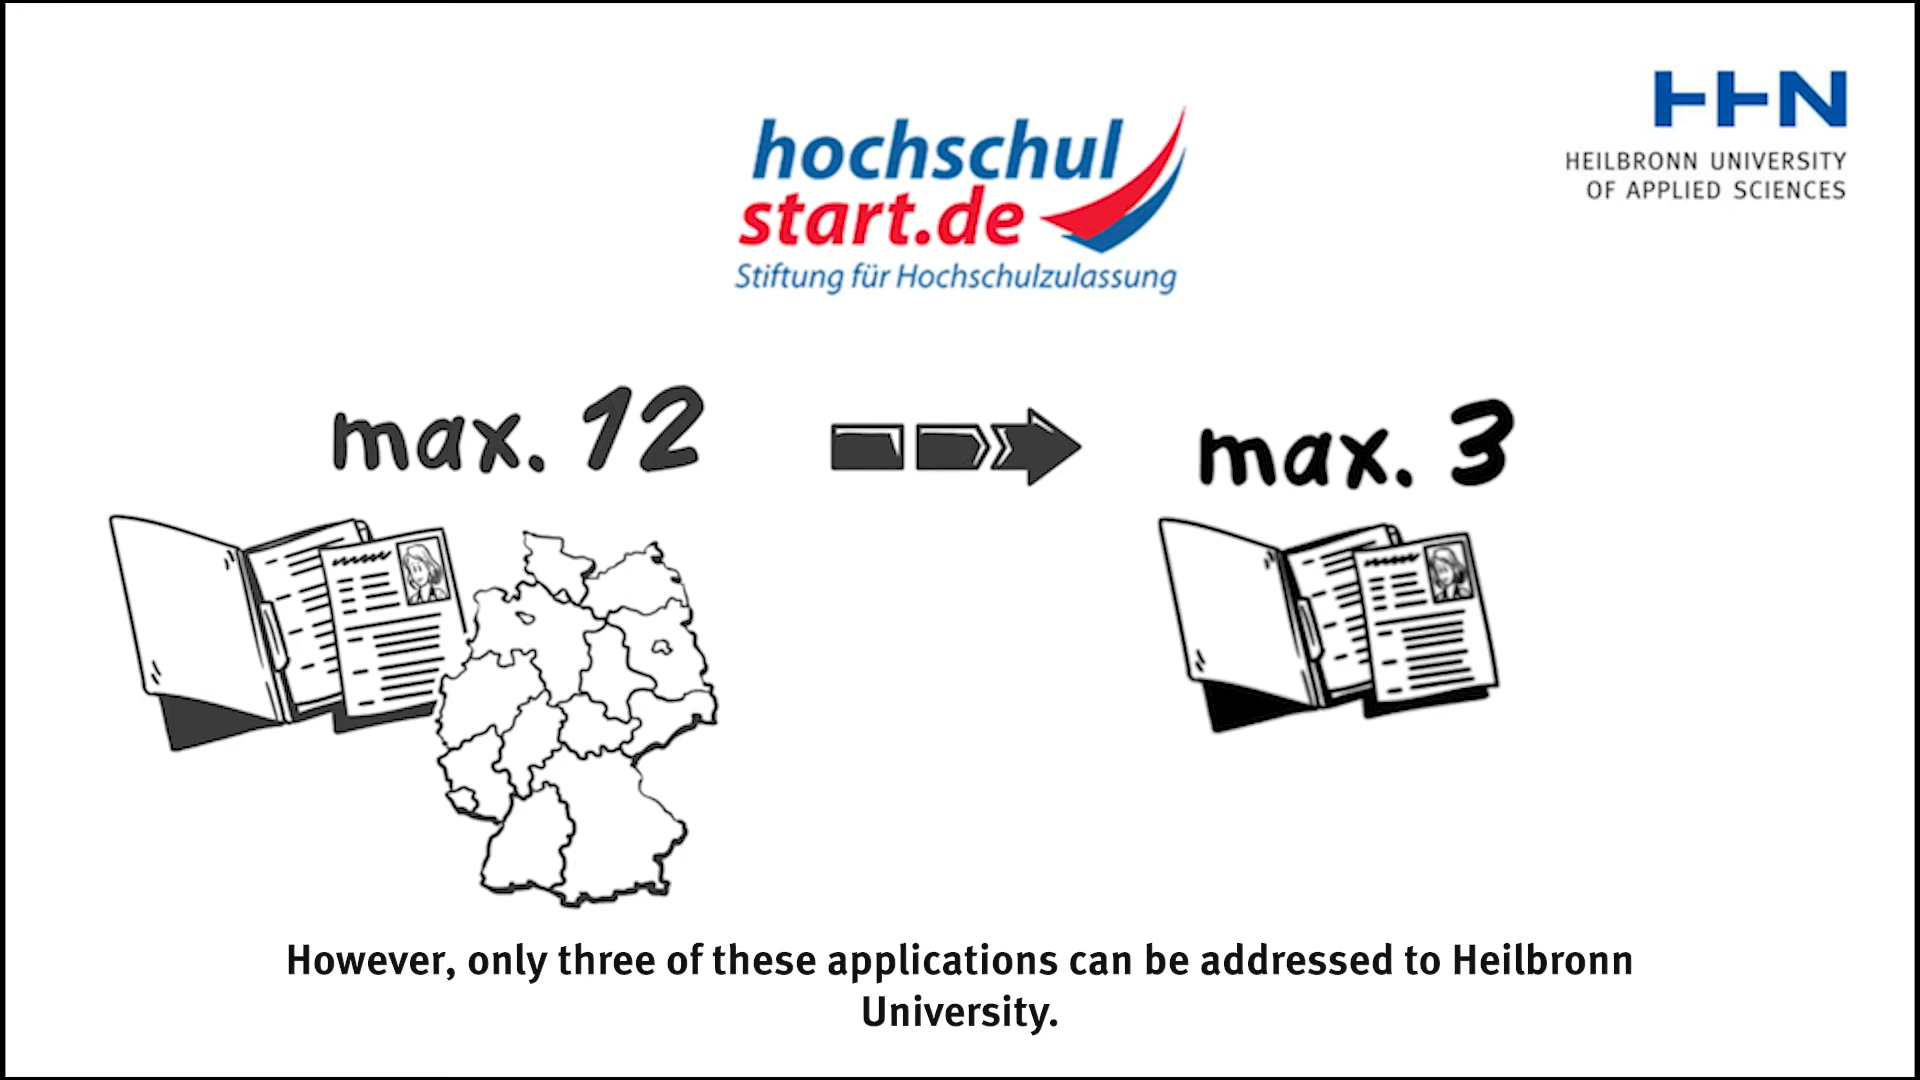 HHN
HEILBRONN UNIVERSITY
OF APPLIED SCIENCES
hochschul
start.de
Stiftung für Hochschulzulassung
max. 12
max. 3
However, only three of these applications can be addressed to Heilbronn
University.